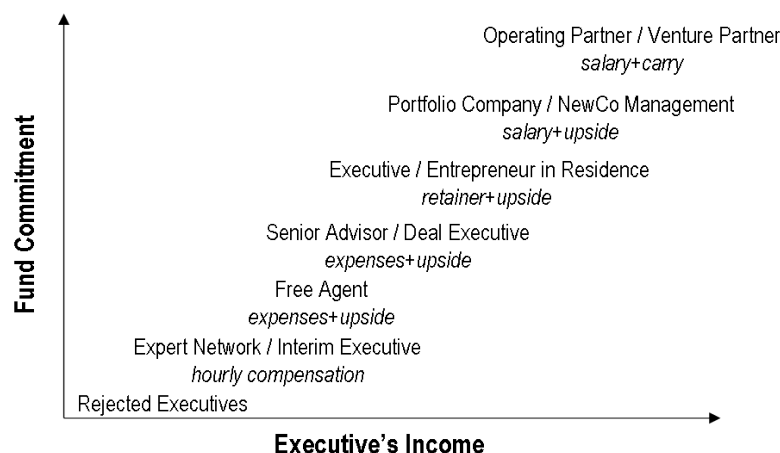 Operating Partner / Venture Partner
salary+carry
Portfolio Company / NewCo Management
salary+upside
Executive / Entrepreneur in Residence
retainer+upside
Senior Advisor / Deal Executive
expenses+upside
Free Agent
expenses+upside
Expert Network / Interim Executive
hourly compensation
Rejected Executives
Fund Commitment
Executive's Income